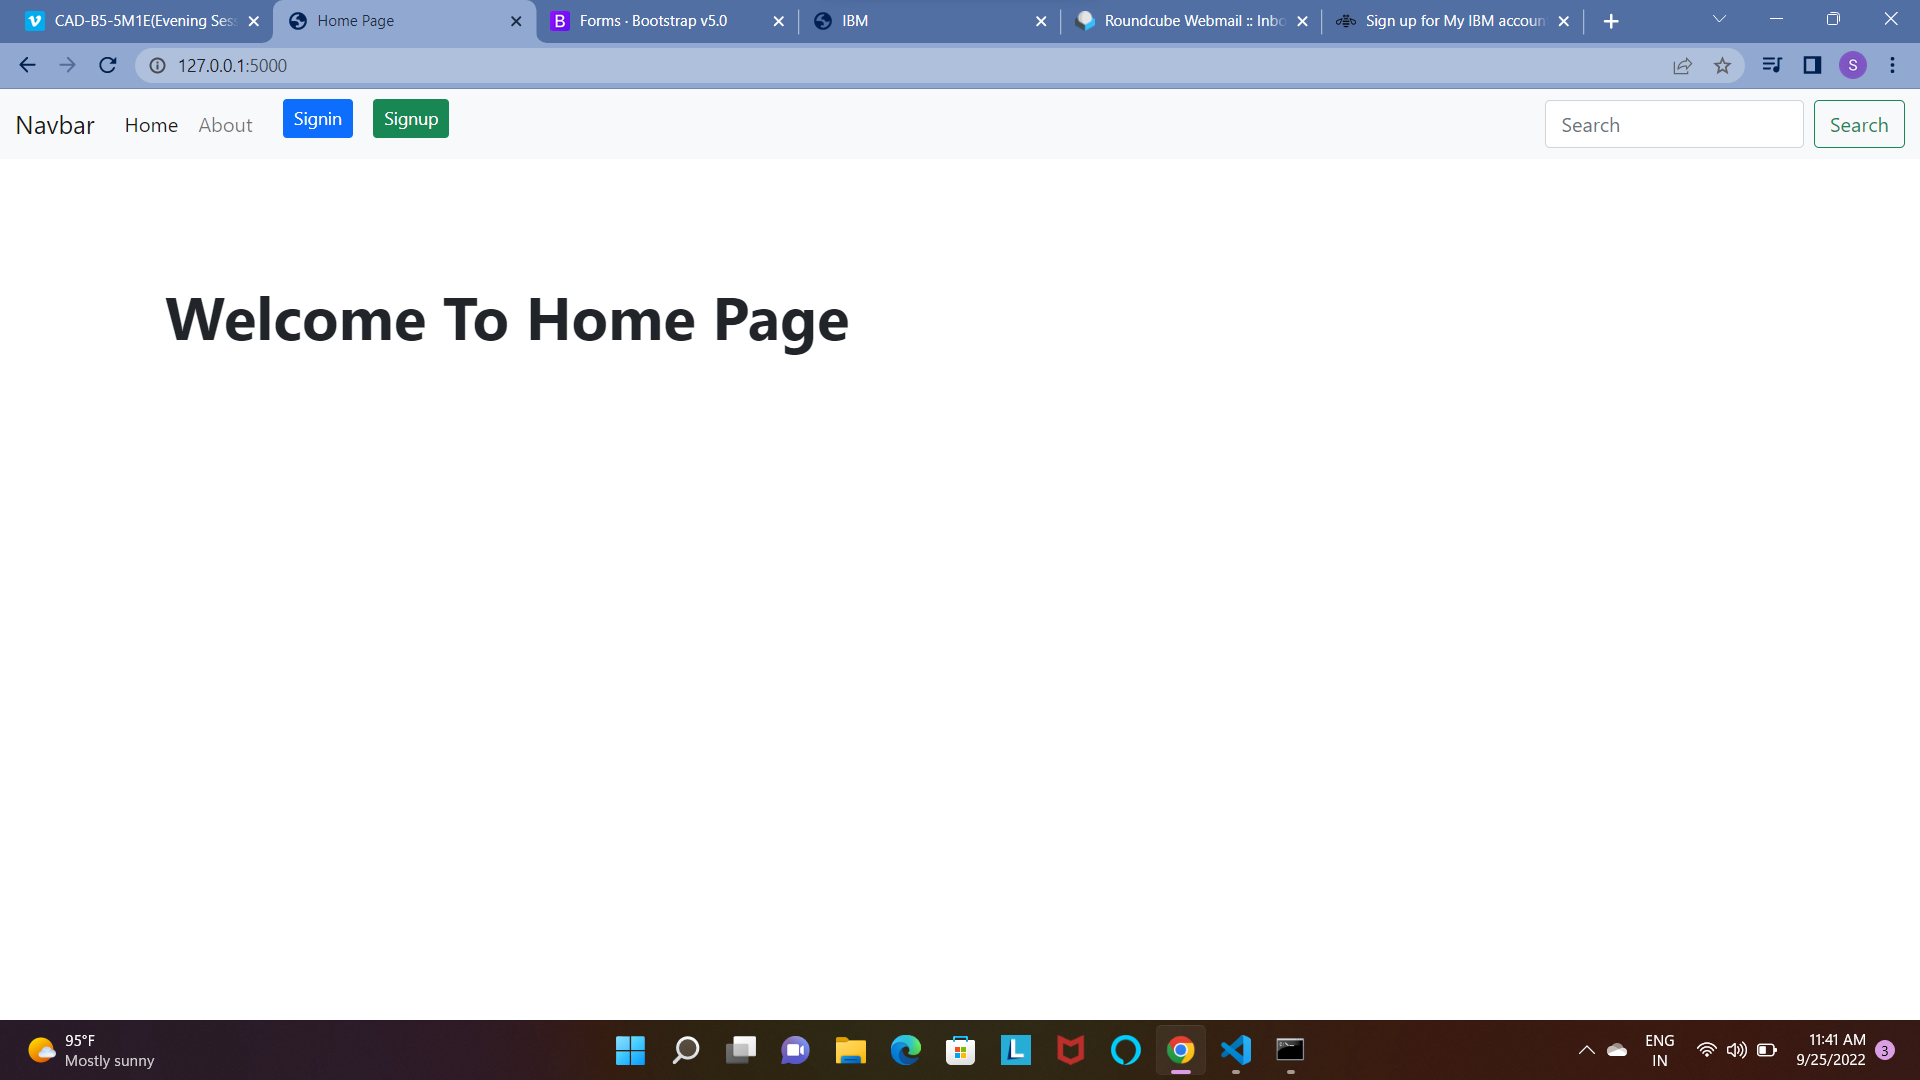 CAD-B5-5M1E(Evening Ses
Home Page
Forms · Bootstrap v5.0
IBM
Roundcube Webmail :: Inbo
Sign up for My IBM accoun
127.0.0.1:5000
S
Navbar
Home
About
Signin
Signup
Search
Search
Welcome To Home Page
95°F
Mostly sunny
ENG
IN
11:41 AM
9/25/2022
3